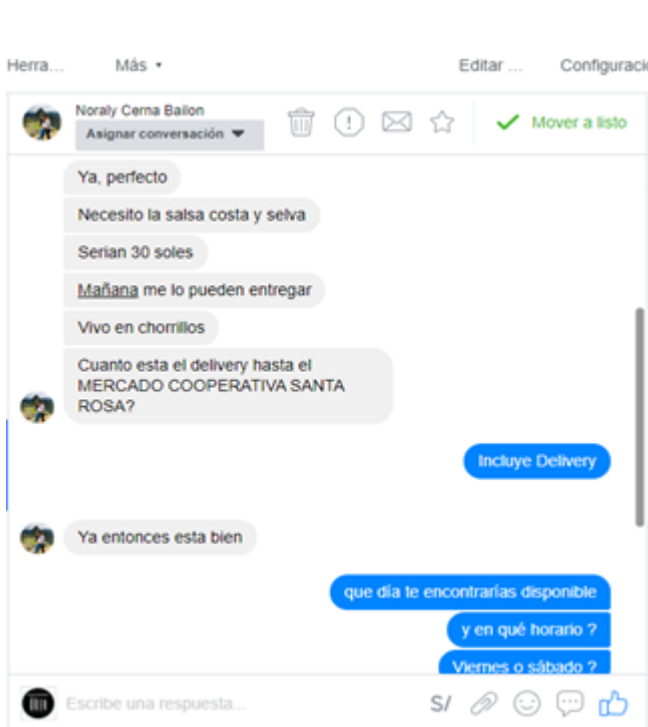 Herra...
Más
Editar ...
Configuraci
Noraly Cerna Bailon
Asignar conversación
Mover a listo
Ya, perfecto
Necesito la salsa costa y selva
Serian 30 soles
Mañana me lo pueden entregar
Vivo en chorrillos
Cuanto esta el delivery hasta el
MERCADO COOPERATIVA SANTA
ROSA?
Incluye Delivery
Ya entonces esta bien
que día te encontrarías disponible
y en qué horario ?
Viernes o sábado ?
Escribe una respuesta...
S/